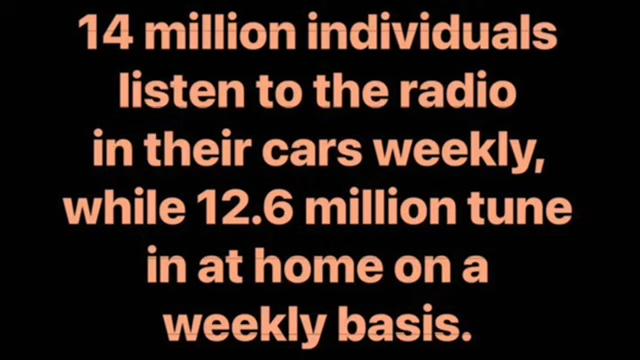 14 million individuals
listen to the radio
in their cars weekly,
while 12.6 million tune
in at home on a
weekly basis.